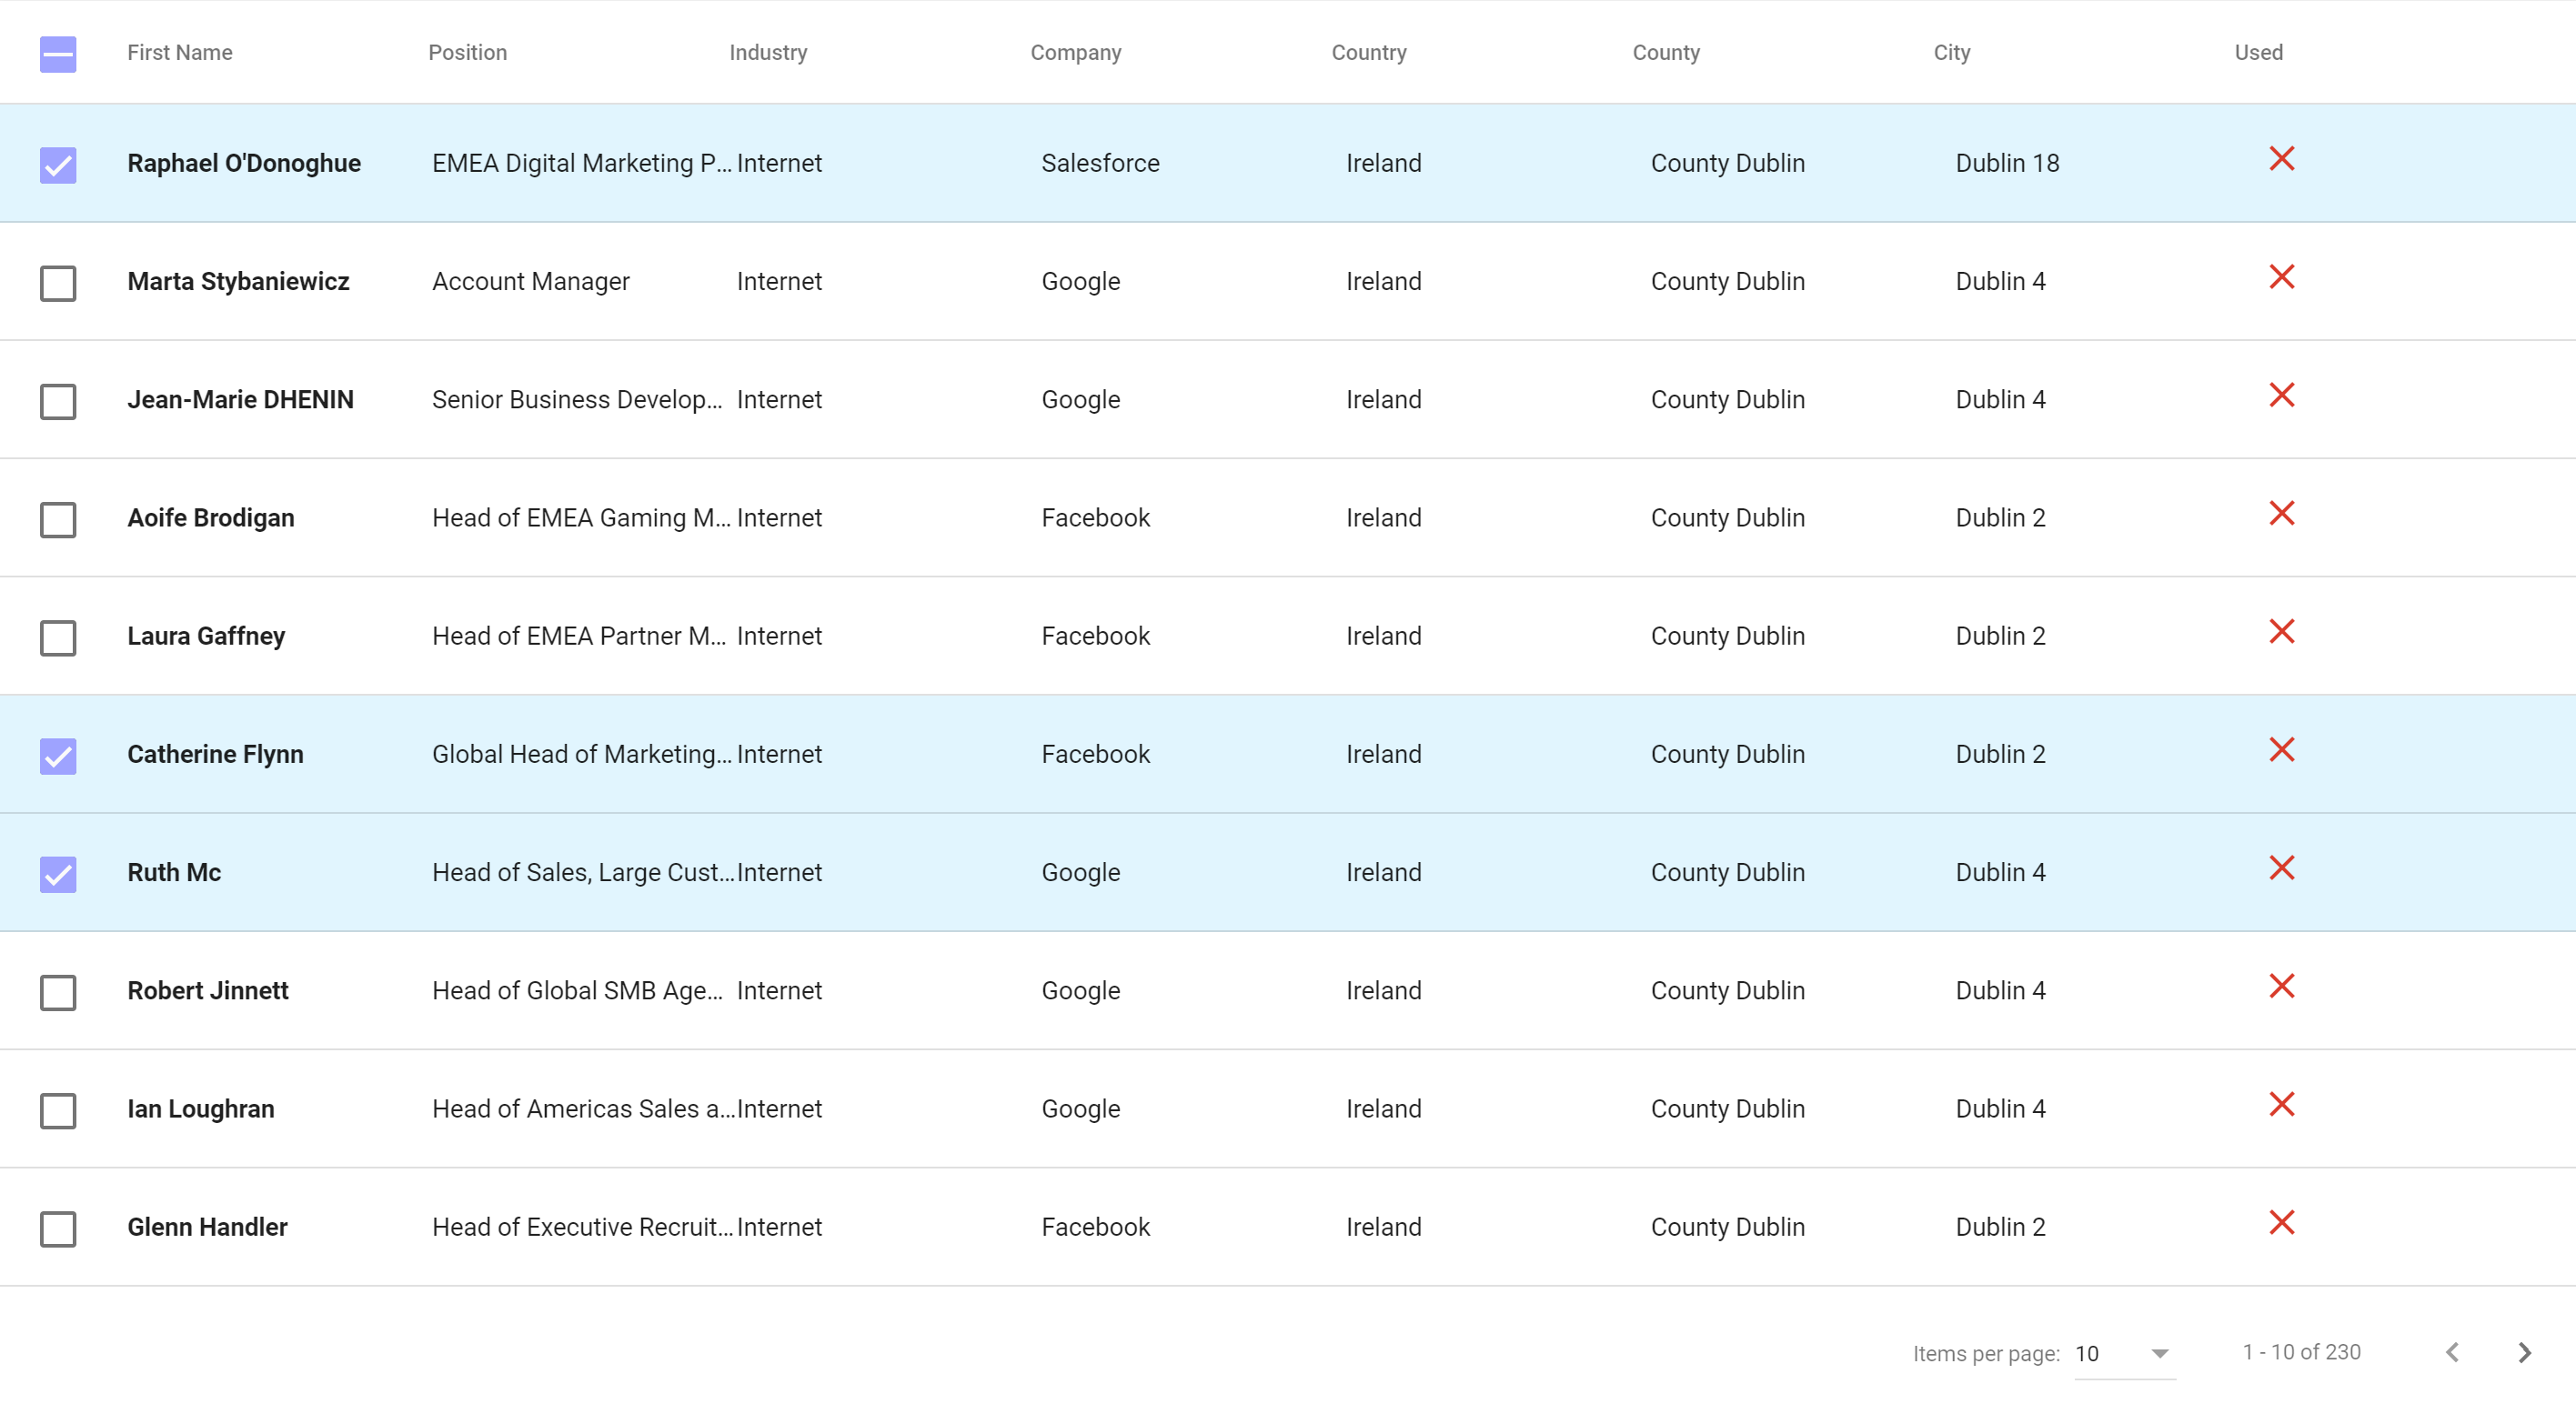 First Name Position Industry Company Country County City Used
Raphael O'Donoghue EMEA Digital Marketing P... Internet Salesforce Ireland County Dublin Dublin 18
Marta Stybaniewicz Account Manager Internet Google Ireland County Dublin Dublin 4
Jean-Marie DHENIN Senior Business Develop... Internet Google Ireland County Dublin Dublin 4
Aoife Brodigan Head of EMEA Gaming M... Internet Facebook Ireland County Dublin Dublin 2
Laura Gaffney Head of EMEA Partner M... Internet Facebook Ireland County Dublin Dublin 2
Catherine Flynn Global Head of Marketing... Internet Facebook Ireland County Dublin Dublin 2
Ruth Mc Head of Sales, Large Cust... Internet Google Ireland County Dublin Dublin 4
Robert Jinnett Head of Global SMB Age... Internet Google Ireland County Dublin Dublin 4
Ian Loughran Head of Americas Sales a... Internet Google Ireland County Dublin Dublin 4
Glenn Handler Head of Executive Recruit... Internet Facebook Ireland County Dublin Dublin 2
Items per page: 10 1 - 10 of 230